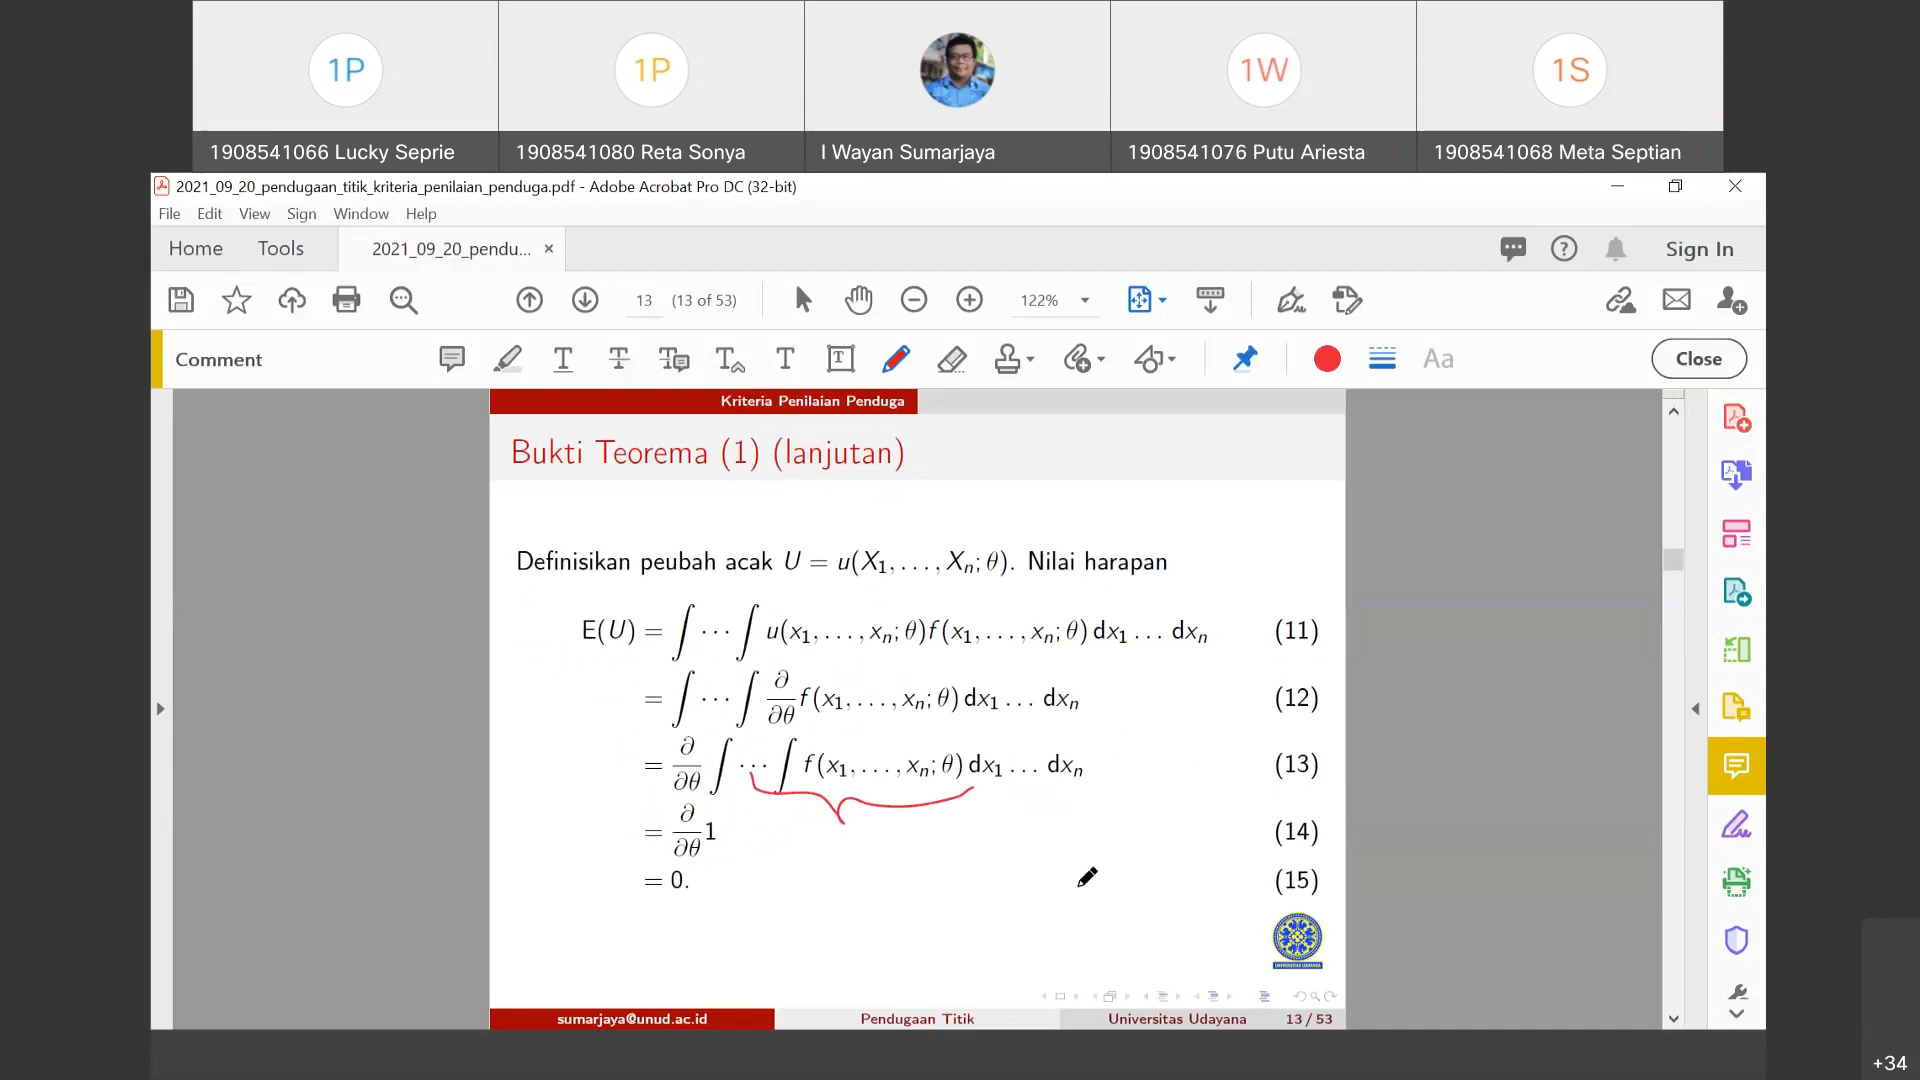 1P 1P 1W 1S
1908541066 Lucky Seprie 1908541080 Reta Sonya I Wayan Sumarjaya 1908541076 Putu Ariesta 1908541068 Meta Septian
2021_09_20_pendugaan_titik_kriteria_penilaian_penduga.pdf - Adobe Acrobat Pro DC (32-bit)
File Edit View Sign Window Help
Home Tools 2021_09_20_pendu... × Sign In
13 (13 of 53) 122%
Comment Aa Close
Kriteria Penilaian Penduga
Bukti Teorema (1) (lanjutan)
Definisikan peubah acak U = u(X₁, . . . , Xₙ; θ). Nilai harapan
E(U) = ∫ ··· ∫ u(x₁, . . . , xₙ; θ)f(x₁, . . . , xₙ; θ) dx₁ . . . dxₙ (11)
= ∫ ··· ∫ ∂/∂θ f(x₁, . . . , xₙ; θ) dx₁ . . . dxₙ (12)
= ∂/∂θ ∫ ··· ∫ f(x₁, . . . , xₙ; θ) dx₁ . . . dxₙ (13)
= ∂/∂θ 1 (14)
= 0. (15)
UNIVERSITAS UDAYANA
sumarjaya@unud.ac.id Pendugaan Titik Universitas Udayana 13 / 53
+34